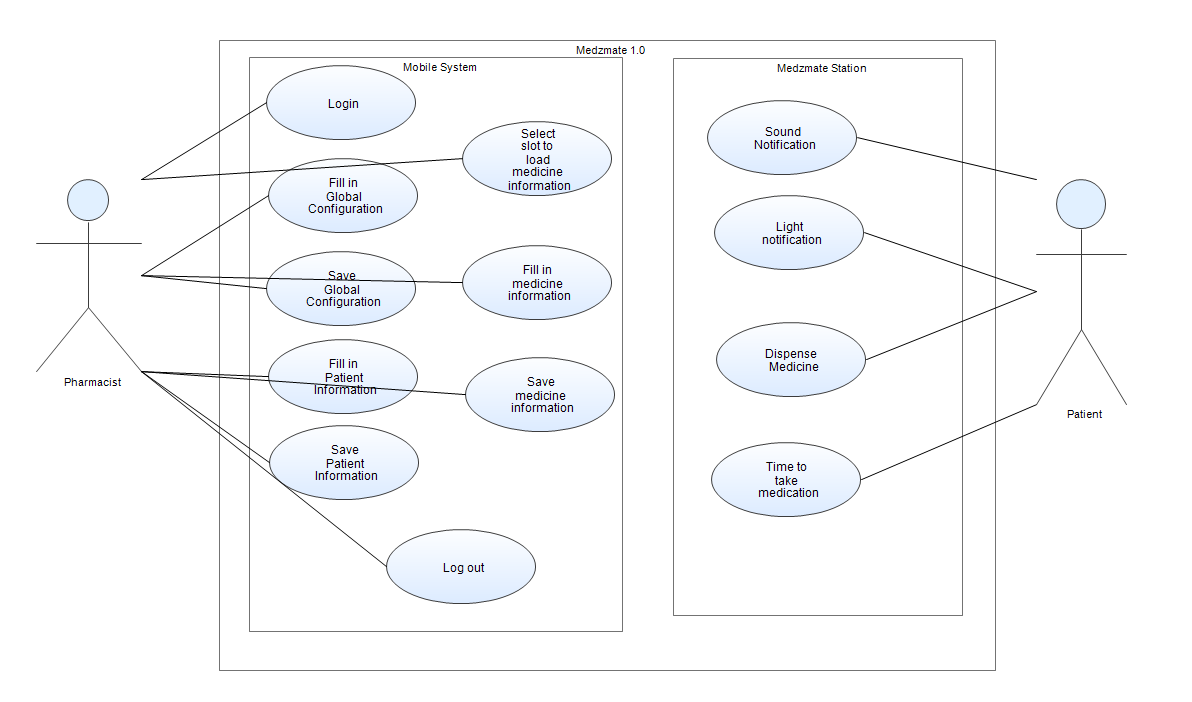 Medzmate 1.0
Mobile System
Login
Select
slot to
load
medicine
information
Fill in
Global
Configuration
Save
Global
Configuration
Fill in
medicine
information
Fill in
Patient
Information
Save
medicine
information
Save
Patient
Information
Log out
Pharmacist
Medzmate Station
Sound
Notification
Light
notification
Dispense
Medicine
Time to
take
medication
Patient